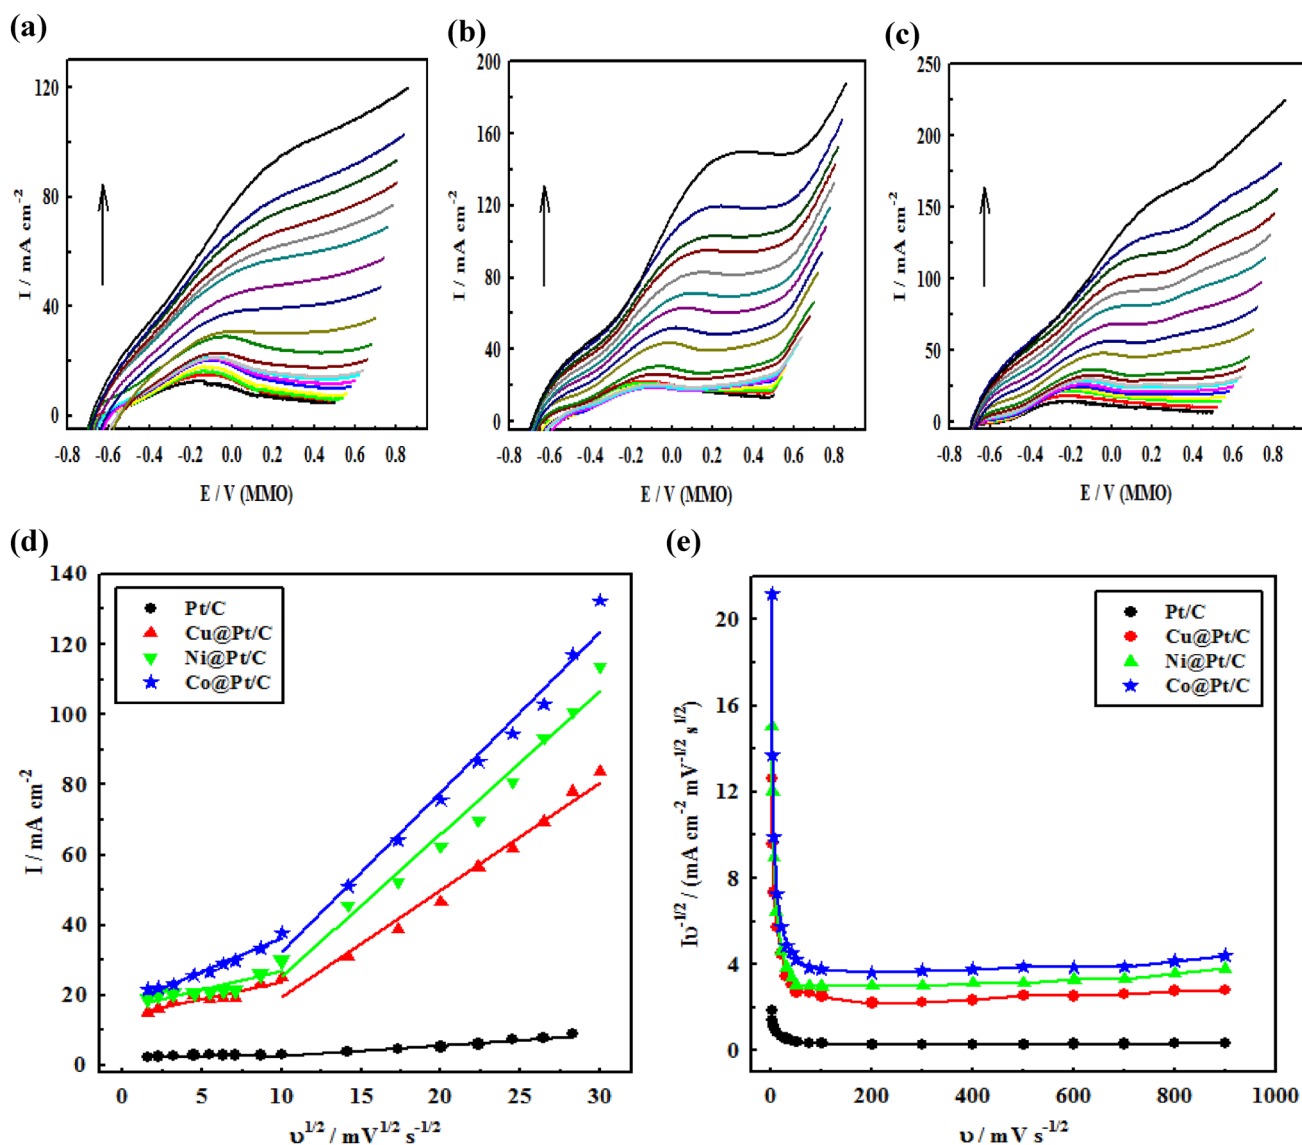 (a)
(b)
(c)
120
80
40
0
I / mA cm-2
-0.8 -0.6 -0.4 -0.2 0.0 0.2 0.4 0.6 0.8
E / V (MMO)
200
160
120
80
40
0
I / mA cm-2
-0.8 -0.6 -0.4 -0.2 0.0 0.2 0.4 0.6 0.8
E / V (MMO)
250
200
150
100
50
0
I / mA cm-2
-0.8 -0.6 -0.4 -0.2 0.0 0.2 0.4 0.6 0.8
E / V (MMO)
(d)
140
120
100
80
60
40
20
0
I / mA cm-2
Pt/C
Cu@Pt/C
Ni@Pt/C
Co@Pt/C
0 5 10 15 20 25 30
υ1/2 / mV1/2 s-1/2
(e)
20
16
12
8
4
0
Iυ-1/2 / (mA cm-2 mV-1/2 s1/2)
Pt/C
Cu@Pt/C
Ni@Pt/C
Co@Pt/C
0 200 400 600 800 1000
υ / mV s-1/2